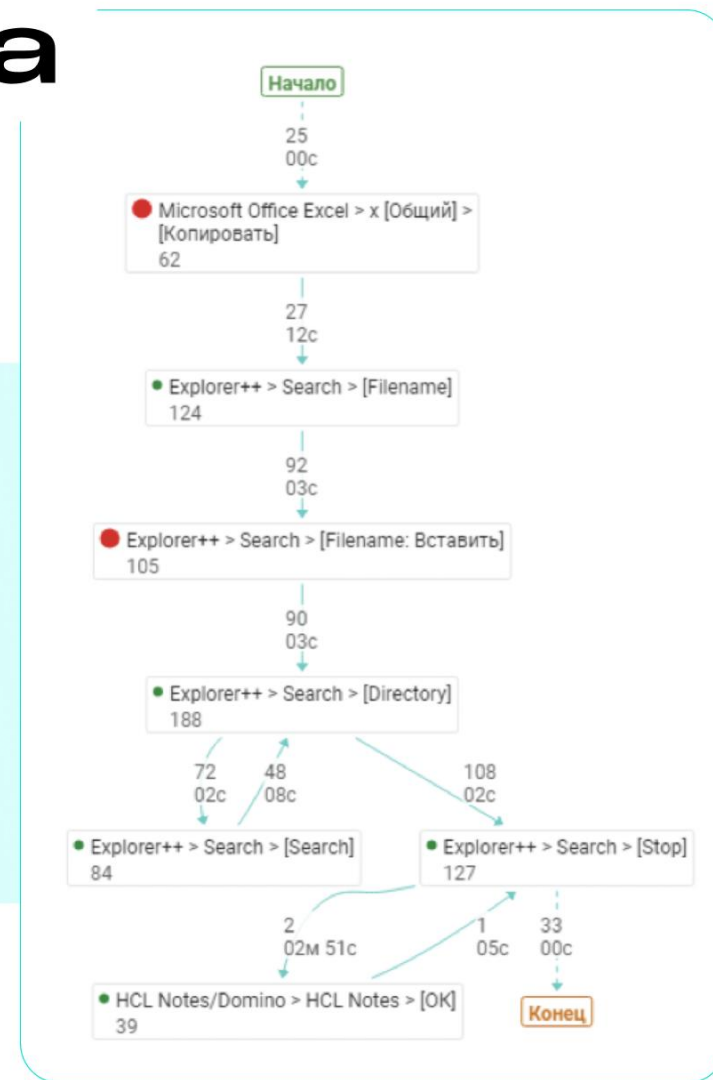 а
Начало
25
00с
Microsoft Office Excel > x [Общий] >
[Копировать]
62
27
12с
Explorer++ > Search > [Filename]
124
92
03с
Explorer++ > Search > [Filename: Вставить]
105
90
03с
Explorer++ > Search > [Directory]
188
72
02с
48
08с
108
02с
Explorer++ > Search > [Search]
84
Explorer++ > Search > [Stop]
127
2
02м 51с
1
05с
33
00с
HCL Notes/Domino > HCL Notes > [OK]
39
Конец